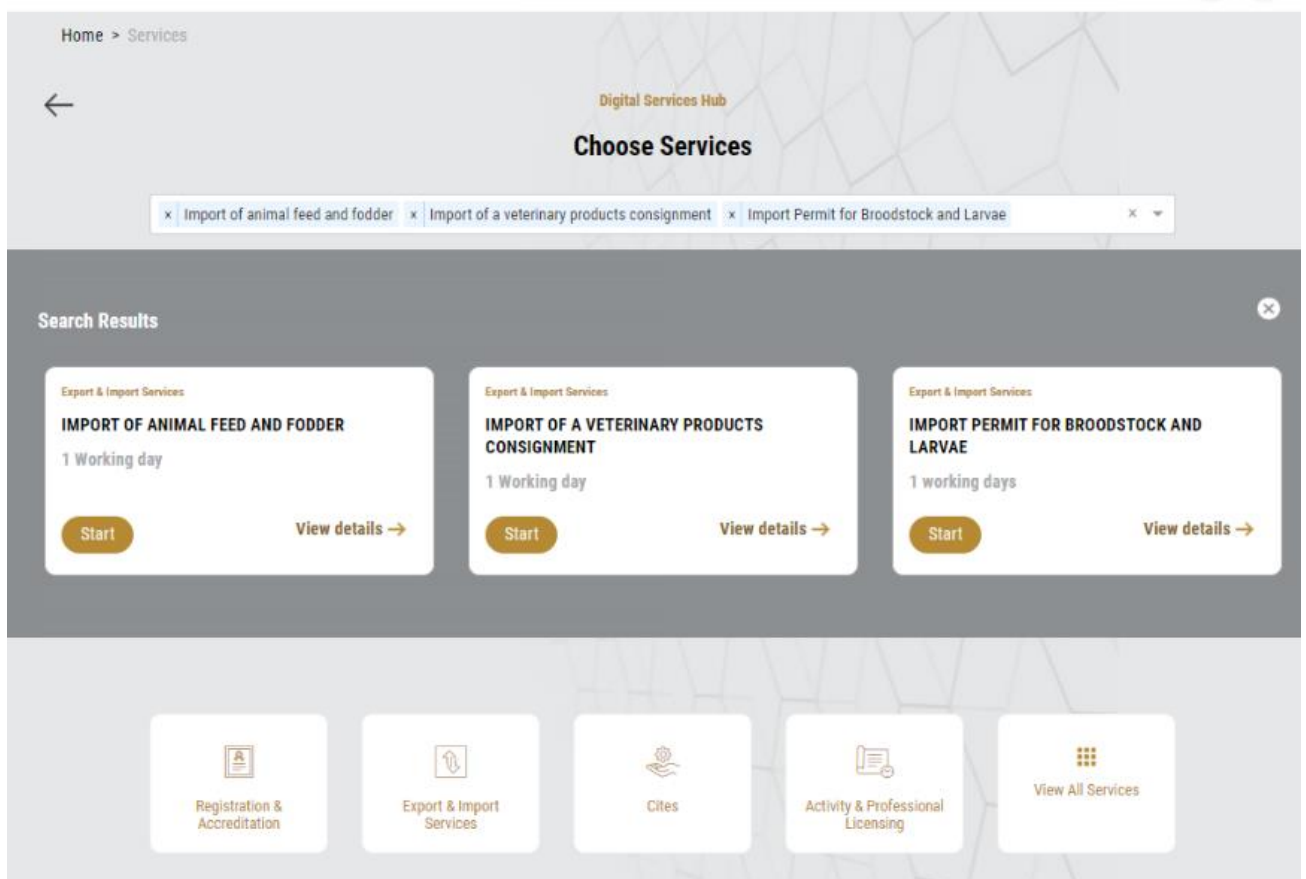 Home > Services
Digital Services Hub
Choose Services
× Import of animal feed and fodder × Import of a veterinary products consignment × Import Permit for Broodstock and Larvae ×
Search Results
Export & Import Services
IMPORT OF ANIMAL FEED AND FODDER
1 Working day
Start
View details →
Export & Import Services
IMPORT OF A VETERINARY PRODUCTS
CONSIGNMENT
1 Working day
Start
View details →
Export & Import Services
IMPORT PERMIT FOR BROODSTOCK AND
LARVAE
1 working days
Start
View details →
Registration &
Accreditation
Export & Import
Services
Cites
Activity & Professional
Licensing
View All Services